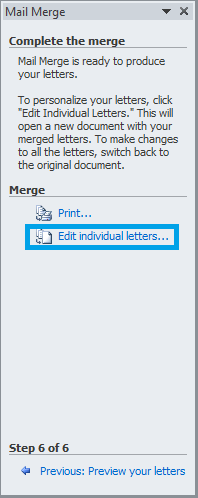 Mail Merge
Complete the merge
Mail Merge is ready to produce
your letters.
To personalize your letters, click
"Edit Individual Letters." This will
open a new document with your
merged letters. To make changes
to all the letters, switch back to
the original document.
Merge
Print...
Edit individual letters...
Step 6 of 6
Previous: Preview your letters